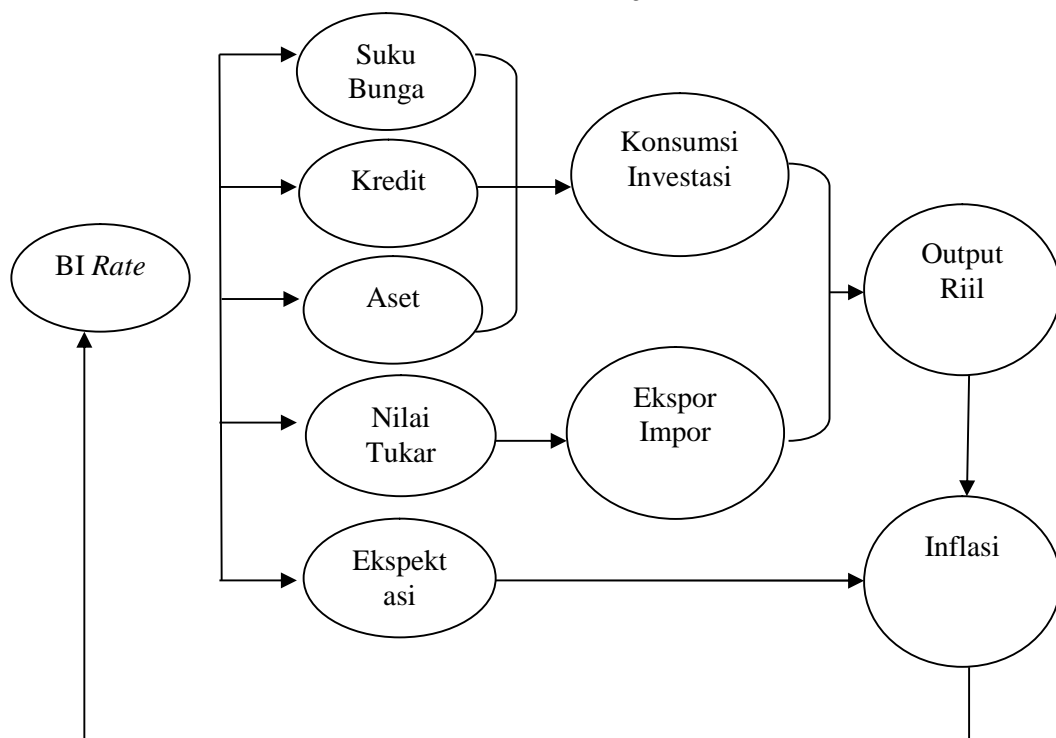 Suku
Bunga
Konsumsi
Investasi
Kredit
BI Rate
Output
Riil
Aset
Nilai
Tukar
Ekspor
Impor
Ekspekt
asi
Inflasi